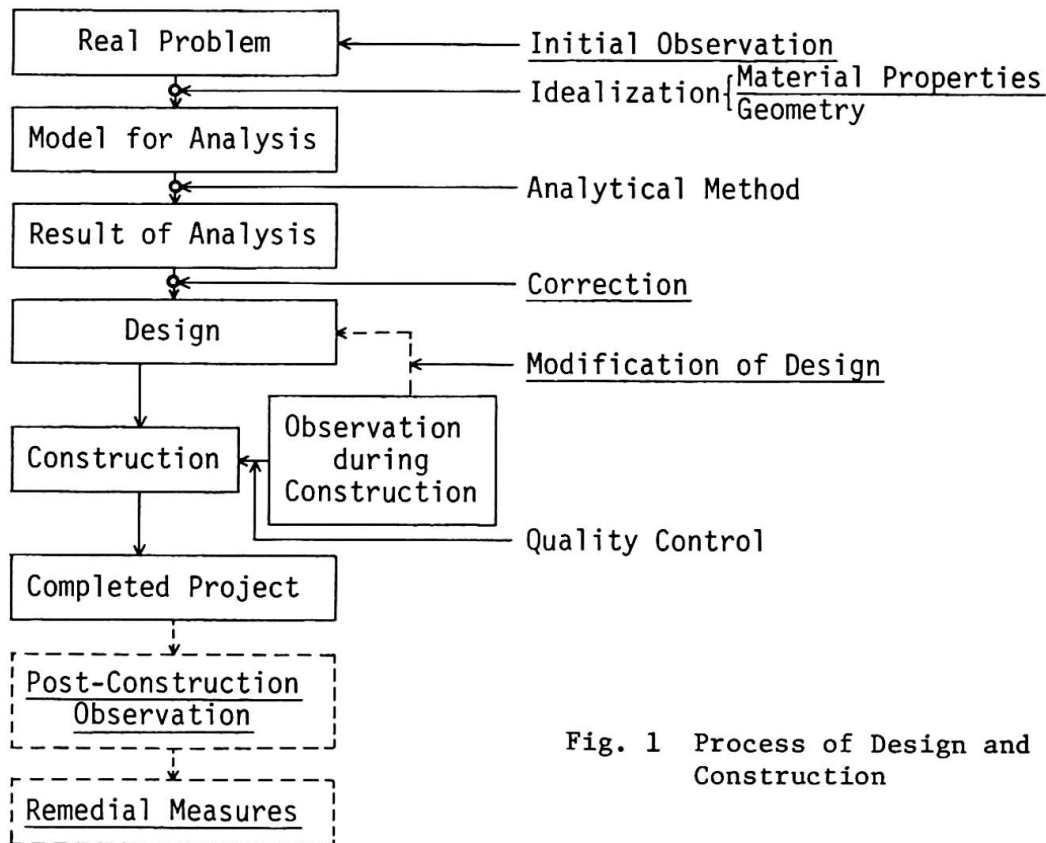 Real Problem
Initial Observation
Idealization { Material Properties
Geometry
Model for Analysis
Analytical Method
Result of Analysis
Correction
Design
Modification of Design
Observation
during
Construction
Construction
Quality Control
Completed Project
Post-Construction
Observation
Remedial Measures
Fig. 1 Process of Design and
Construction